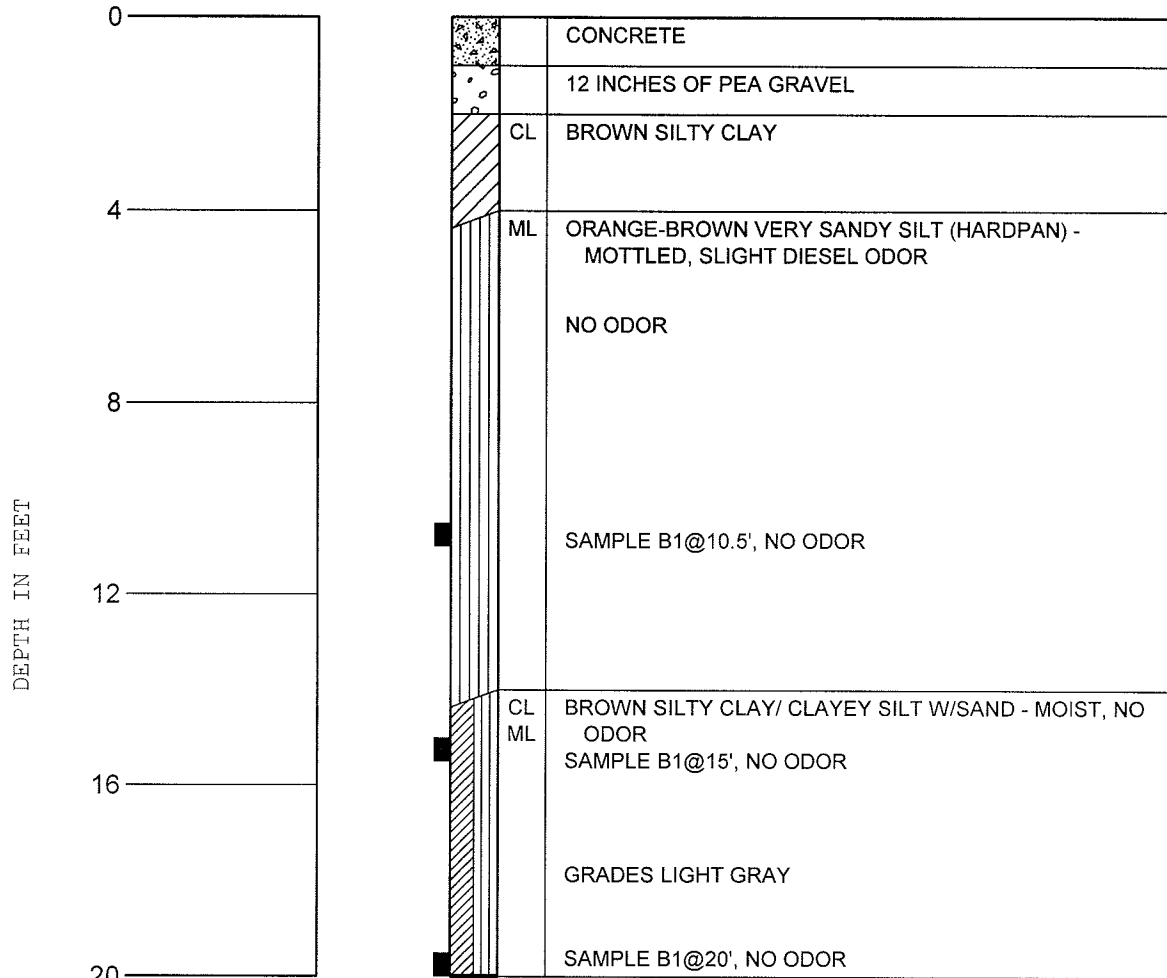 0
CONCRETE
12 INCHES OF PEA GRAVEL
CL BROWN SILTY CLAY
4
ML ORANGE-BROWN VERY SANDY SILT (HARDPAN) -
MOTTLED, SLIGHT DIESEL ODOR
NO ODOR
8
DEPTH IN FEET
SAMPLE B1@10.5', NO ODOR
12
CL BROWN SILTY CLAY/ CLAYEY SILT W/SAND - MOIST, NO
ML ODOR
SAMPLE B1@15', NO ODOR
16
GRADES LIGHT GRAY
SAMPLE B1@20', NO ODOR
20